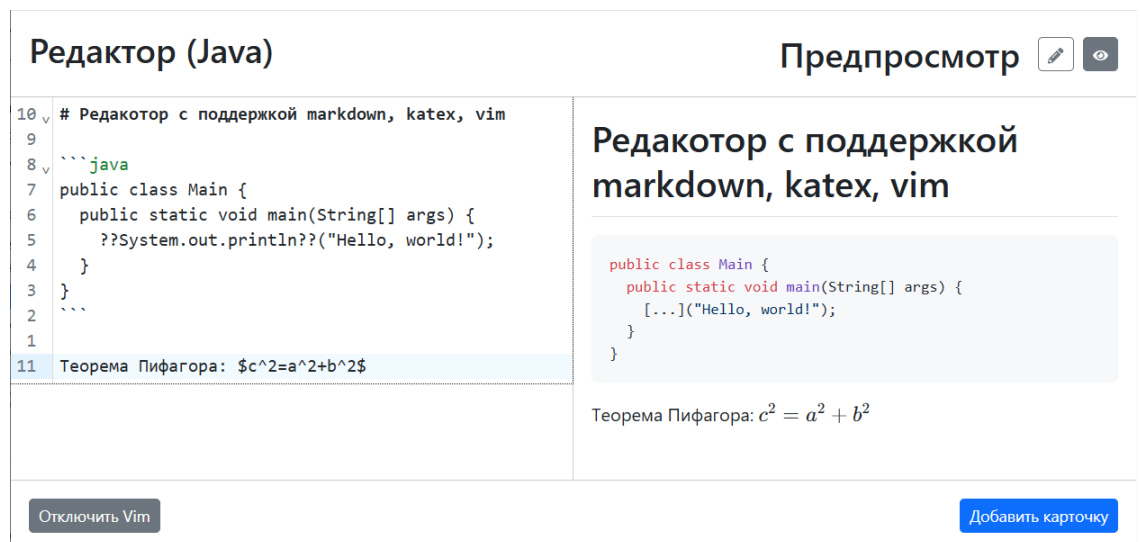 Редактор (Java)
Предпросмотр
10 # Редакотор с поддержкой markdown, katex, vim
9
8 ```java
7 public class Main {
6   public static void main(String[] args) {
5     ??System.out.println??("Hello, world!");
4   }
3 }
2 ```
1
11 Теорема Пифагора: $c^2=a^2+b^2$
Редакотор с поддержкой
markdown, katex, vim
public class Main {
  public static void main(String[] args) {
    [...]("Hello, world!");
  }
}
Теорема Пифагора: c² = a² + b²
Отключить Vim
Добавить карточку